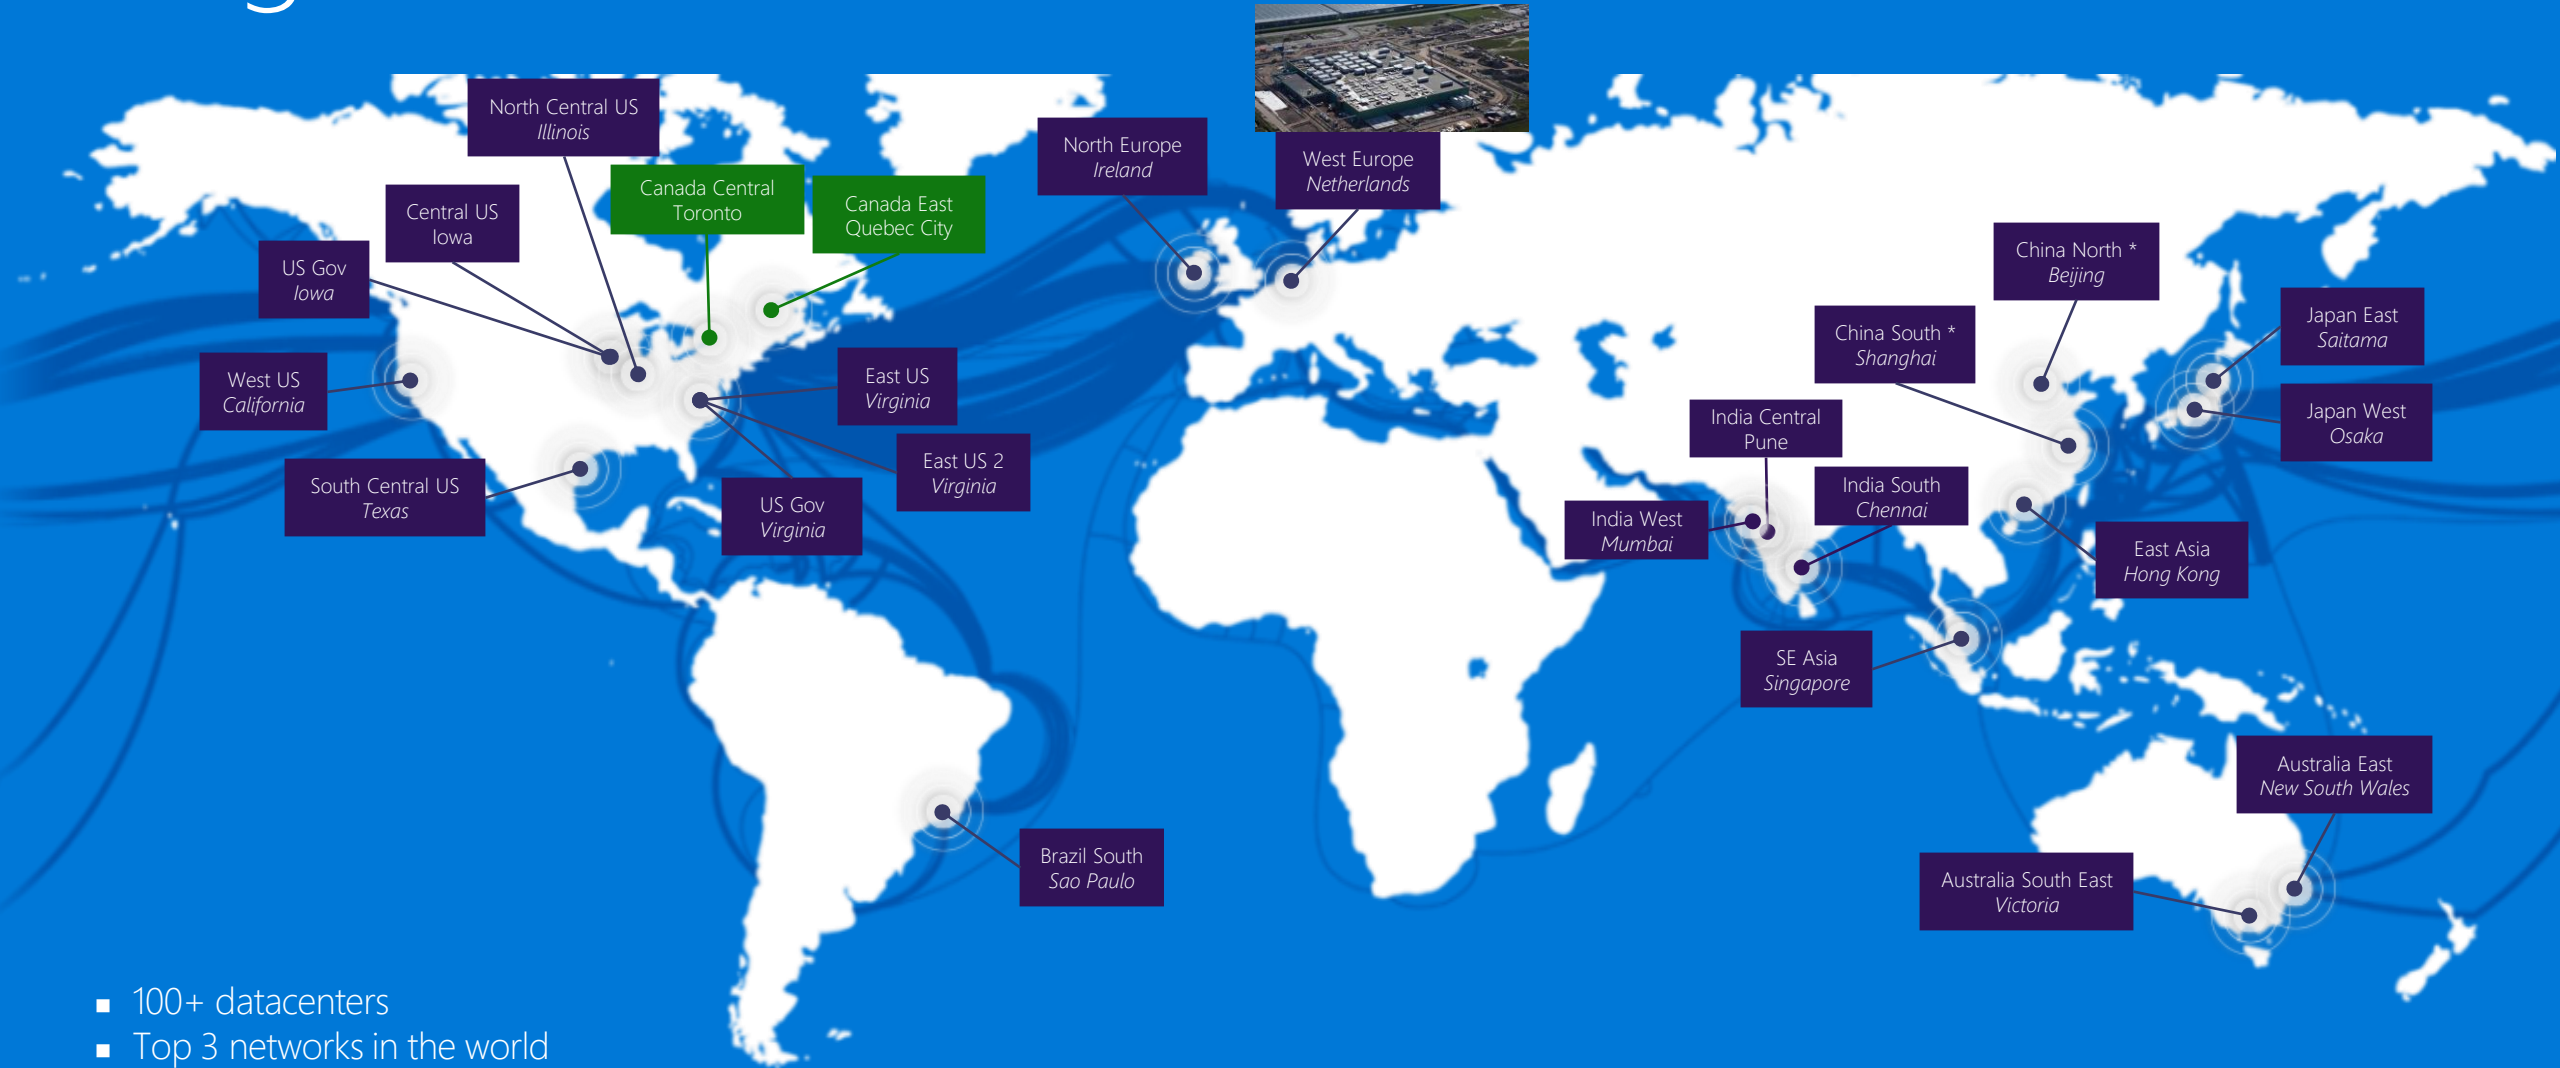 North Central US
Illinois
Central US
Iowa
US Gov
Iowa
West US
California
South Central US
Texas
Canada Central
Toronto
Canada East
Quebec City
East US
Virginia
East US 2
Virginia
US Gov
Virginia
Brazil South
Sao Paulo
North Europe
Ireland
West Europe
Netherlands
China North *
Beijing
China South *
Shanghai
Japan East
Saitama
Japan West
Osaka
India Central
Pune
India South
Chennai
India West
Mumbai
East Asia
Hong Kong
SE Asia
Singapore
Australia East
New South Wales
Australia South East
Victoria
100+ datacenters
Top 3 networks in the world